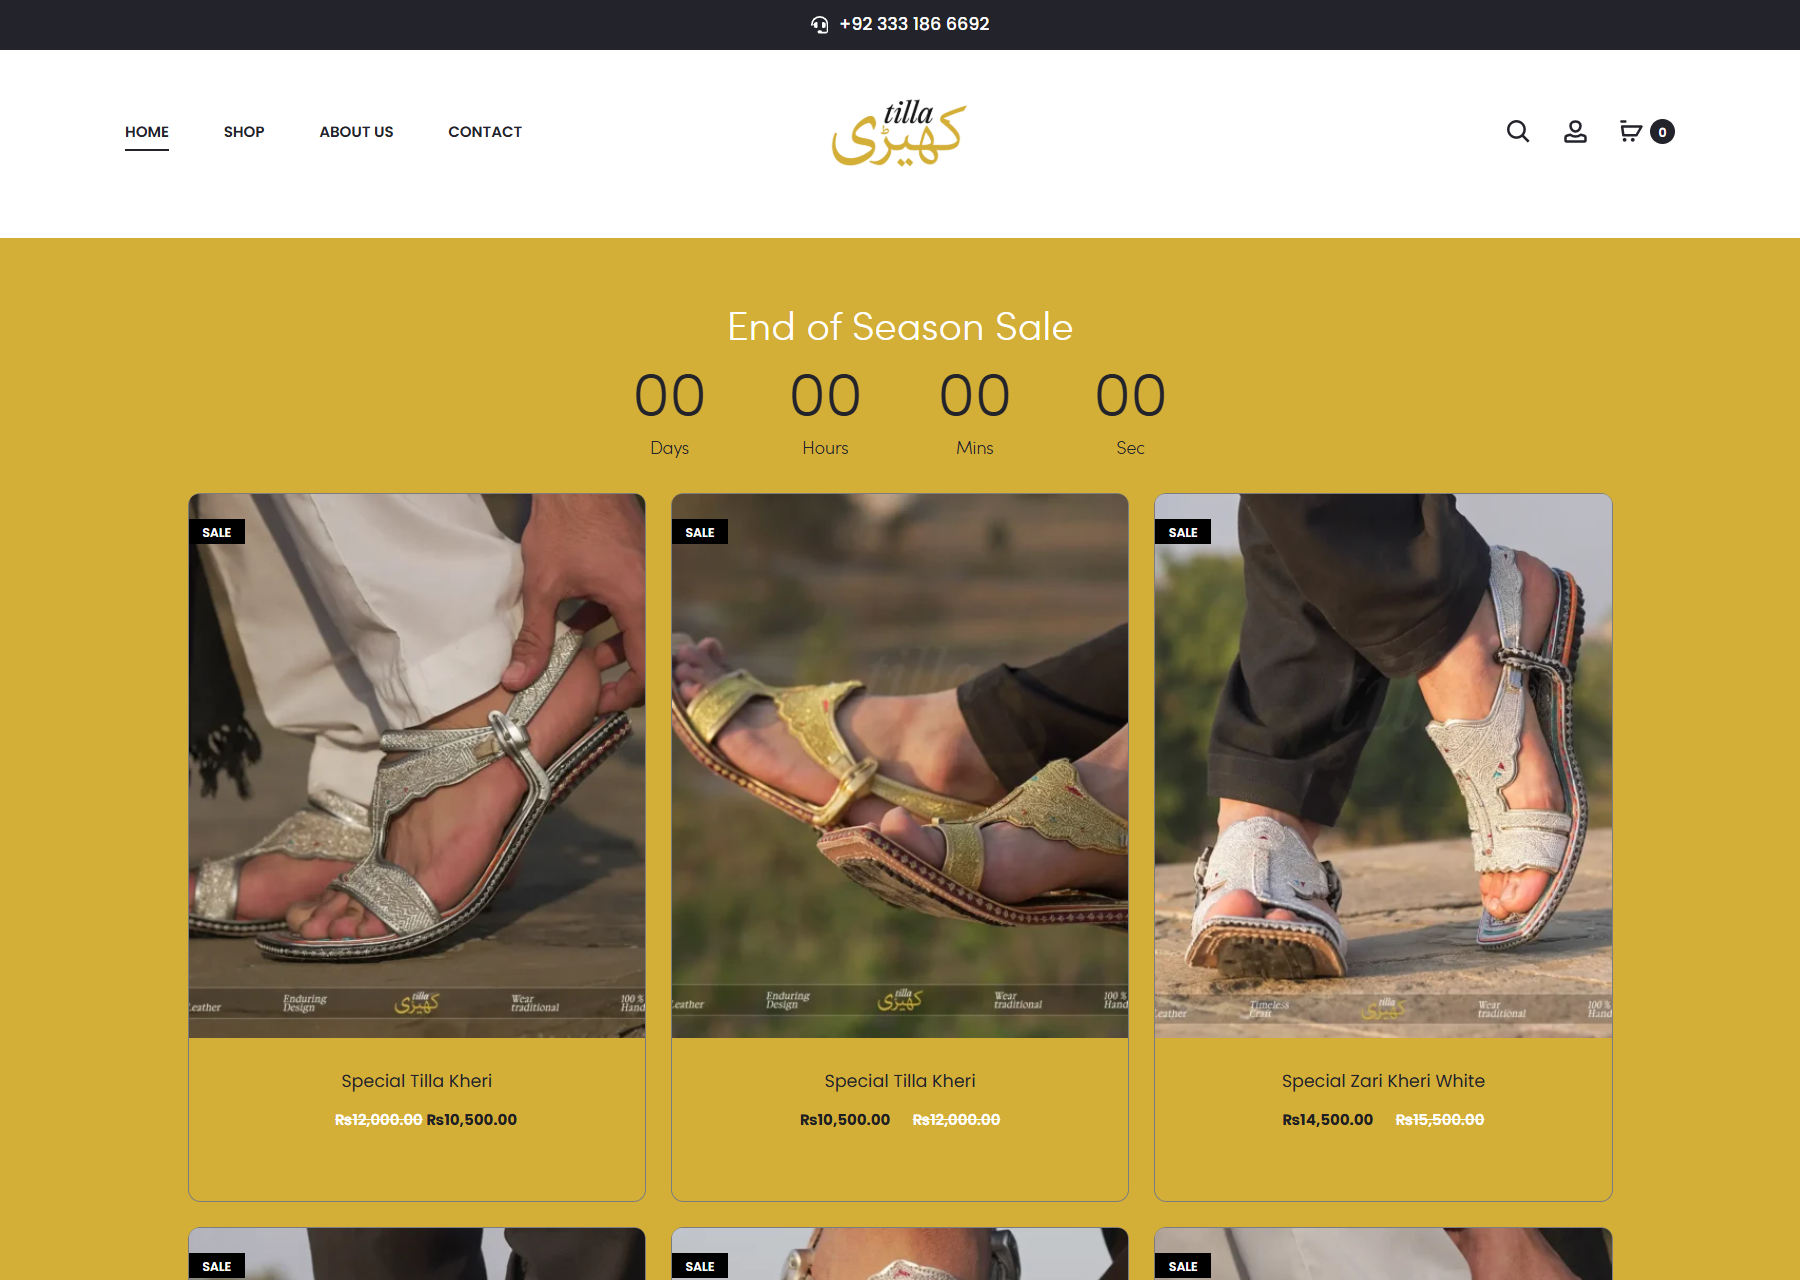 +92 333 186 6692
HOME
SHOP
ABOUT US
CONTACT
tilla
کھیڑی
0
End of Season Sale
00 00 00 00
Days Hours Mins Sec
SALE
Leather
Enduring
Design
tilla
کھیڑی
Wear
traditional
100 %
Hand
Special Tilla Kheri
₨12,000.00 ₨10,500.00
SALE
tilla
Leather
Enduring
Design
tilla
کھیڑی
Wear
traditional
100 %
Hand
Special Tilla Kheri
₨10,500.00 ₨12,000.00
SALE
Leather
Timeless
Craft
tilla
کھیڑی
Wear
traditional
100 %
Hand
Special Zari Kheri White
₨14,500.00 ₨15,500.00
SALE
SALE
SALE